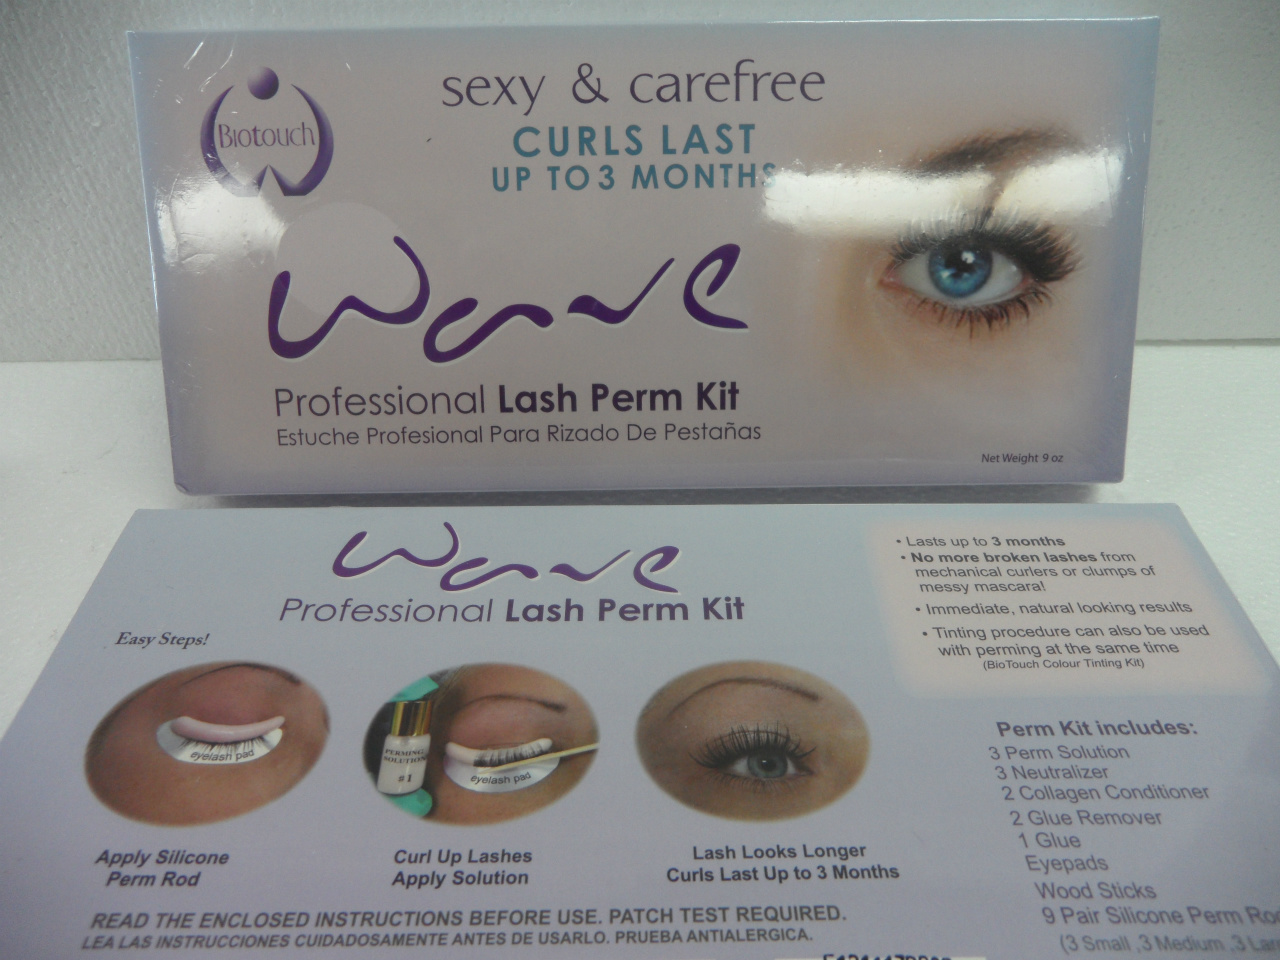 Biotouch
sexy & carefree
CURLS LAST
UP TO 3 MONTHS
Wave
Professional Lash Perm Kit
Estuche Profesional Para Rizado De Pestañas
Net Weight 9 oz
Wave
Professional Lash Perm Kit
Easy Steps!
• Lasts up to 3 months
• No more broken lashes from
mechanical curlers or clumps of
messy mascara!
• Immediate, natural looking results
• Tinting procedure can also be used
with perming at the same time
(BioTouch Colour Tinting Kit)
eyelash pad
PERMING
SOLUTION
#1
eyelash pad
Apply Silicone
Perm Rod
Curl Up Lashes
Apply Solution
Lash Looks Longer
Curls Last Up to 3 Months
Perm Kit includes:
3 Perm Solution
3 Neutralizer
2 Collagen Conditioner
2 Glue Remover
1 Glue
Eyepads
Wood Sticks
9 Pair Silicone Perm
(3 Small ,3 Medium ,3
READ THE ENCLOSED INSTRUCTIONS BEFORE USE. PATCH TEST REQUIRED.
LEA LAS INSTRUCCIONES CUIDADOSAMENTE ANTES DE USARLO. PRUEBA ANTIALERGICA.